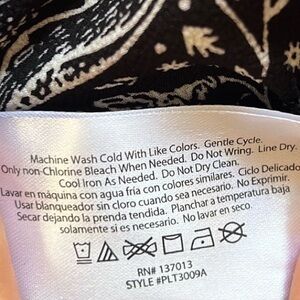 Machine Wash Cold With Like Colors. Gentle Cycle.
Only non-Chlorine Bleach When Needed. Do Not Wring. Line Dry.
Cool Iron As Needed. Do Not Dry Clean.
Lavar en máquina con agua fría con colores similares. Ciclo Delicado
Usar blanqueador sin cloro cuando sea necesario. No Exprimir.
Secar dejando la prenda tendida. Planchar a temperatura baja
solamente si es necesario. No lavar en seco
RN# 137013
STYLE #PLT3009A